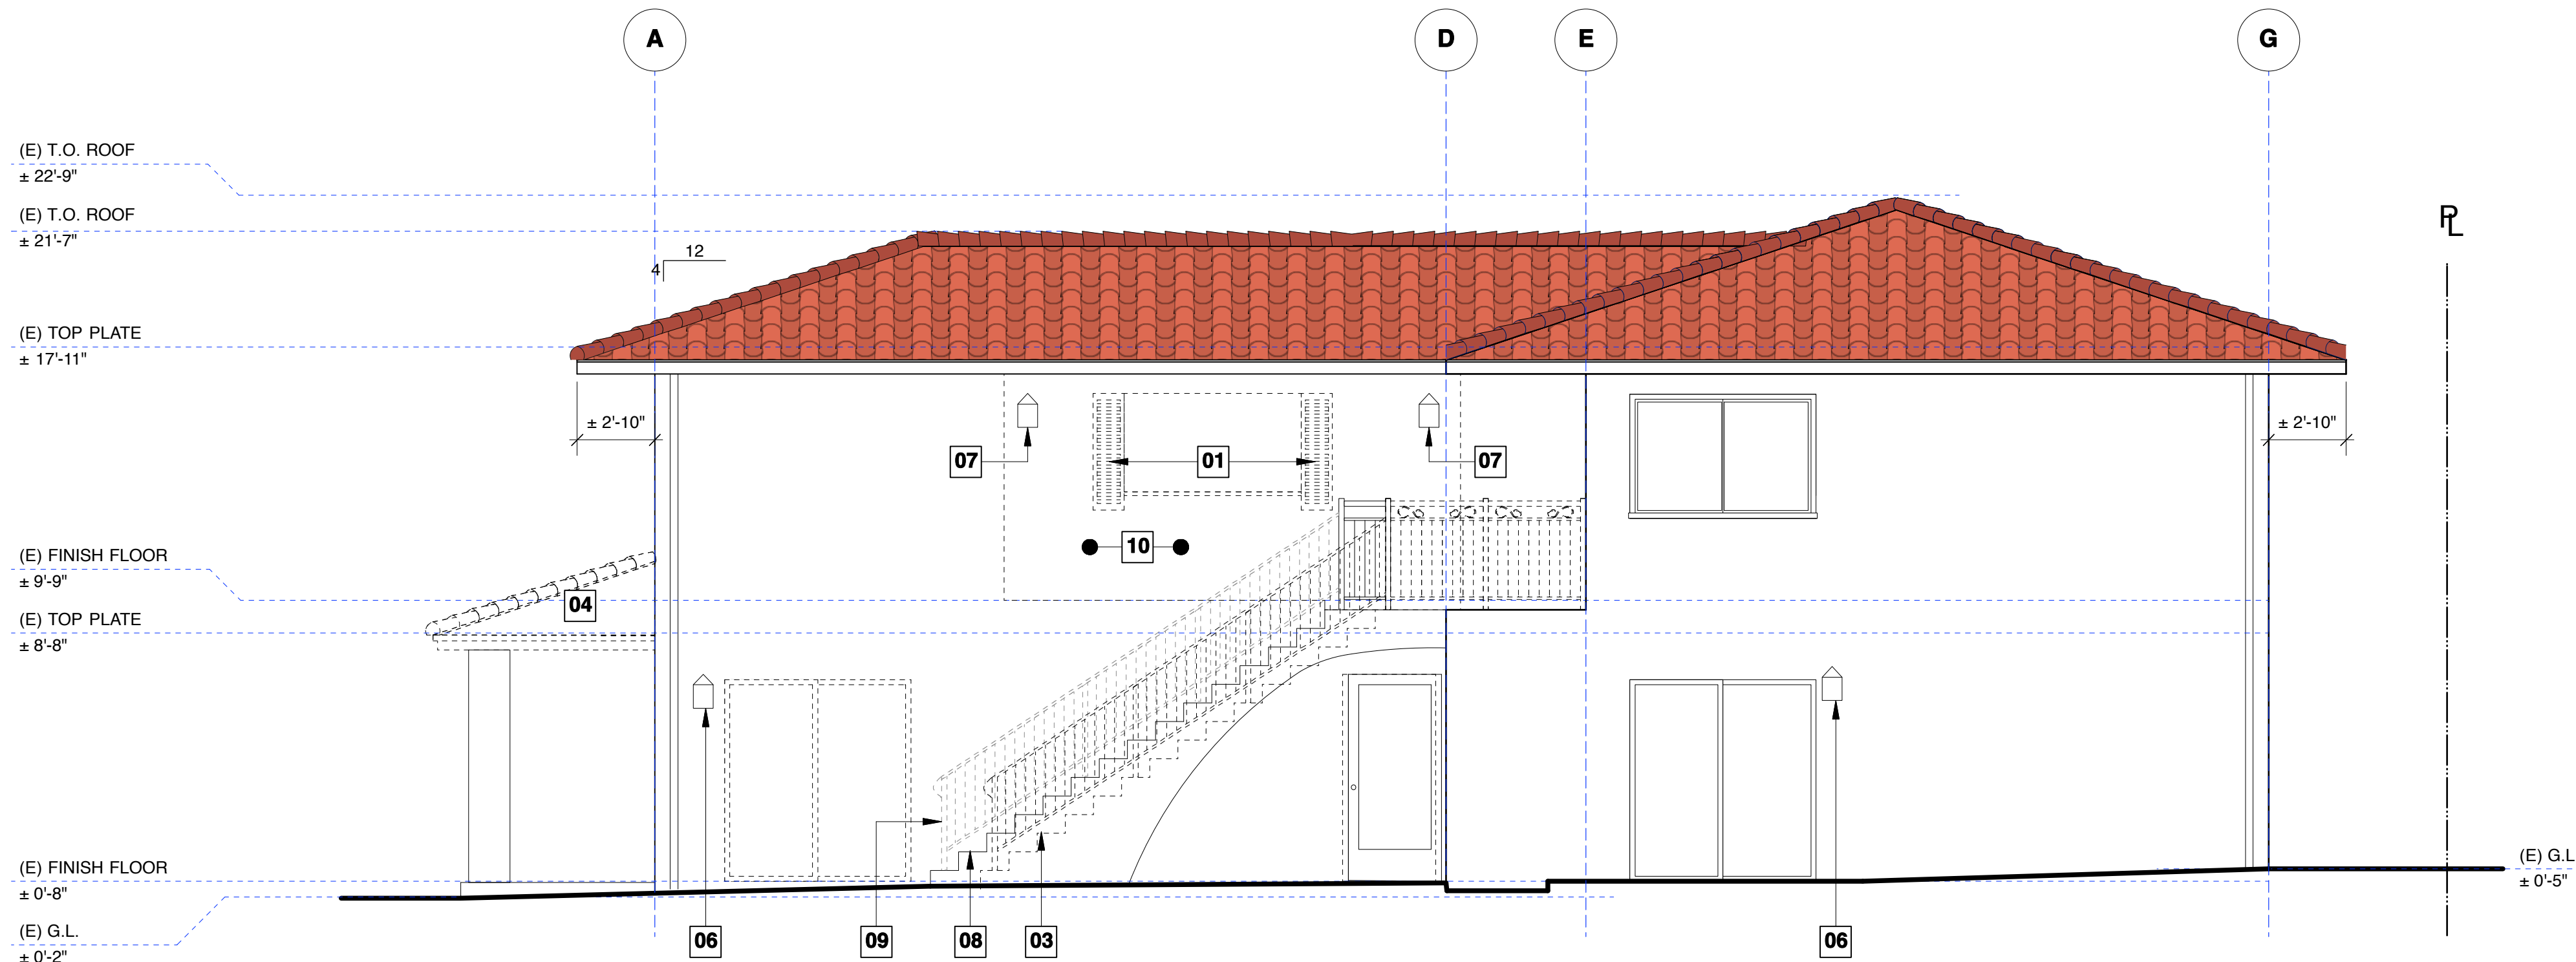 A
D
E
G
(E) T.O. ROOF
± 22'-9"
(E) T.O. ROOF
± 21'-7"
12
4
PL
(E) TOP PLATE
± 17'-11"
± 2'-10"
± 2'-10"
07
01
07
10
(E) FINISH FLOOR
± 9'-9"
04
(E) TOP PLATE
± 8'-8"
(E) FINISH FLOOR
± 0'-8"
(E) G.L
± 0'-5"
(E) G.L.
± 0'-2"
06
09
08
03
06